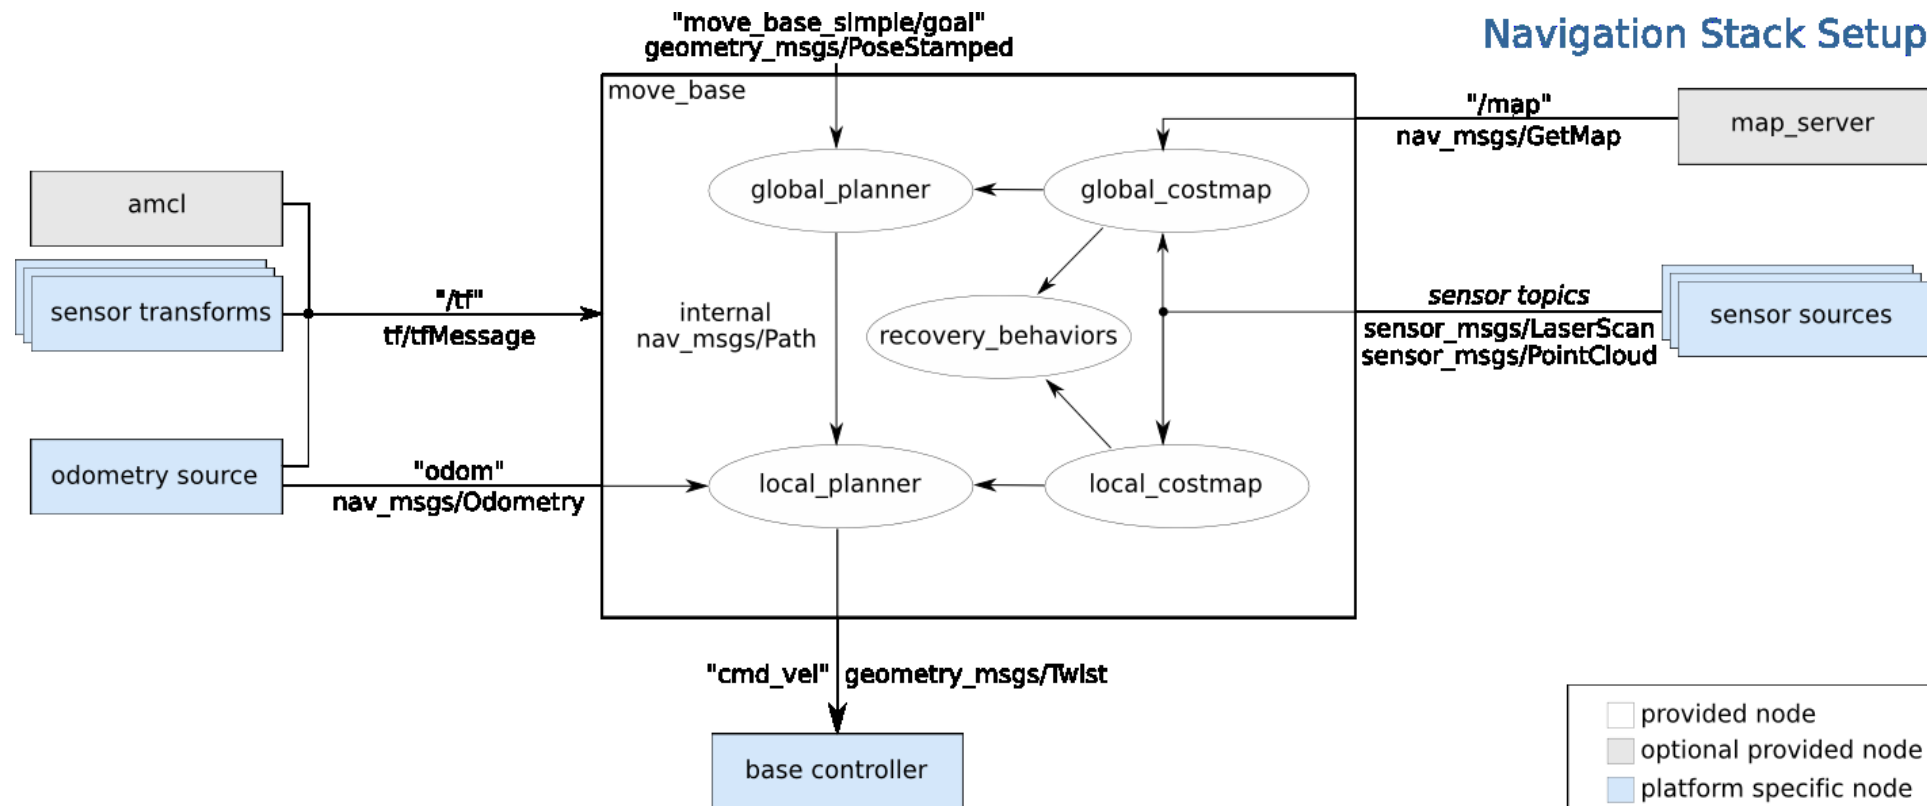 "move_base_simple/goal"
geometry_msgs/PoseStamped
Navigation Stack Setup
move_base
"/map"
nav_msgs/GetMap
map_server
global_planner
global_costmap
amcl
sensor transforms
"/tf"
tf/tfMessage
internal
nav_msgs/Path
recovery_behaviors
sensor topics
sensor_msgs/LaserScan
sensor_msgs/PointCloud
sensor sources
odometry source
"odom"
nav_msgs/Odometry
local_planner
local_costmap
"cmd_vel" geometry_msgs/Twist
base controller
provided node
optional provided node
platform specific node